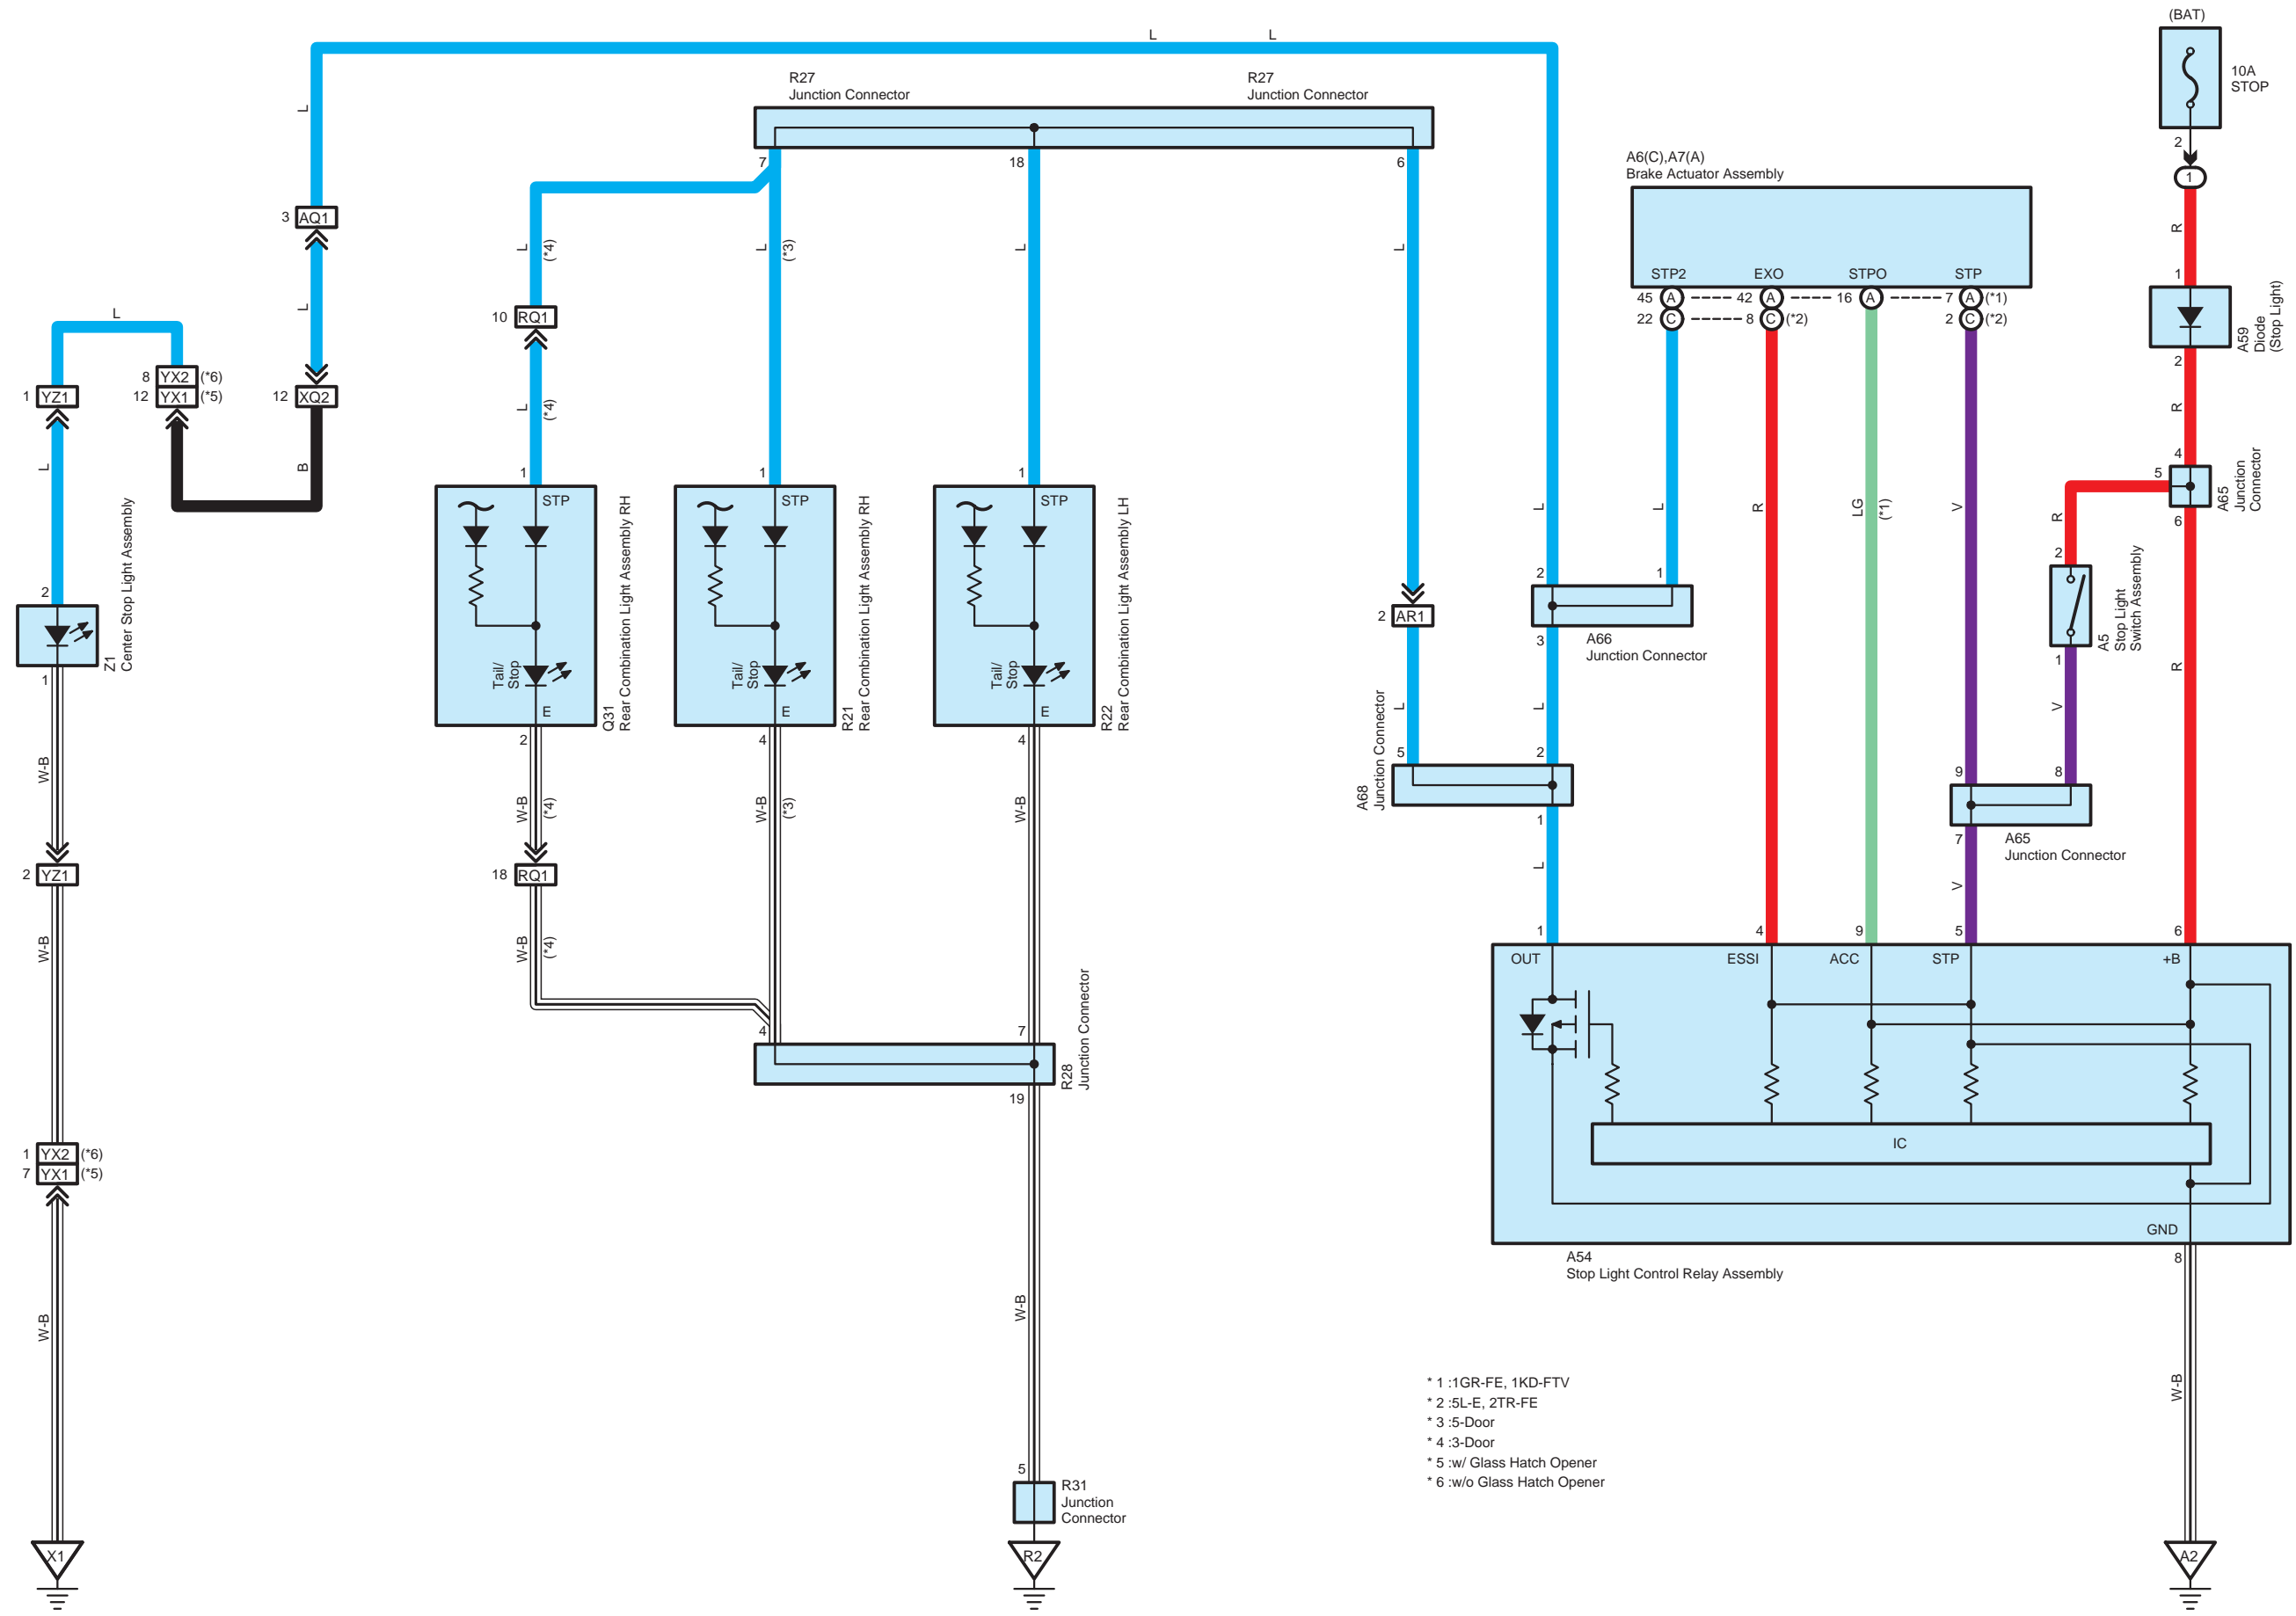 (BAT)
10A
STOP
2
1
R
1
A59
Diode
(Stop Light)
2
R
4
5
A65
Junction
Connector
6
R
2
A5
Stop Light
Switch Assembly
1
V
R
L L
R27
Junction Connector
R27
Junction Connector
7 18 6
L
3 AQ1
L
12 XQ2
B
L
8 YX2 (*6)
12 YX1 (*5)
1 YZ1
L
2
Z1
Center Stop Light Assembly
1
W-B
2 YZ1
W-B
1 YX2 (*6)
7 YX1 (*5)
W-B
X1
L (*4)
10 RQ1
L (*4)
1
STP
Tail/
Stop
E
Q31
Rear Combination Light Assembly RH
2
W-B (*4)
18 RQ1
W-B (*4)
L (*3)
1
STP
Tail/
Stop
E
R21
Rear Combination Light Assembly RH
4
W-B (*3)
L
1
STP
Tail/
Stop
E
R22
Rear Combination Light Assembly LH
4
W-B
4 7
R28
Junction Connector
19
W-B
5
R31
Junction
Connector
R2
L
2 AR1
L
5 2
A68
Junction Connector
1
L
L
2 1
A66
Junction Connector
3
L
A6(C),A7(A)
Brake Actuator Assembly
STP2 EXO STPO STP
45 A 42 A 16 A 7 A (*1)
22 C 8 C (*2) 2 C (*2)
L
R
LG (*1)
V
9 8
A65
Junction Connector
7
V
1 4 9 5 6
OUT ESSI ACC STP +B
IC
GND
A54
Stop Light Control Relay Assembly
8
W-B
A2
* 1 :1GR-FE, 1KD-FTV
* 2 :5L-E, 2TR-FE
* 3 :5-Door
* 4 :3-Door
* 5 :w/ Glass Hatch Opener
* 6 :w/o Glass Hatch Opener